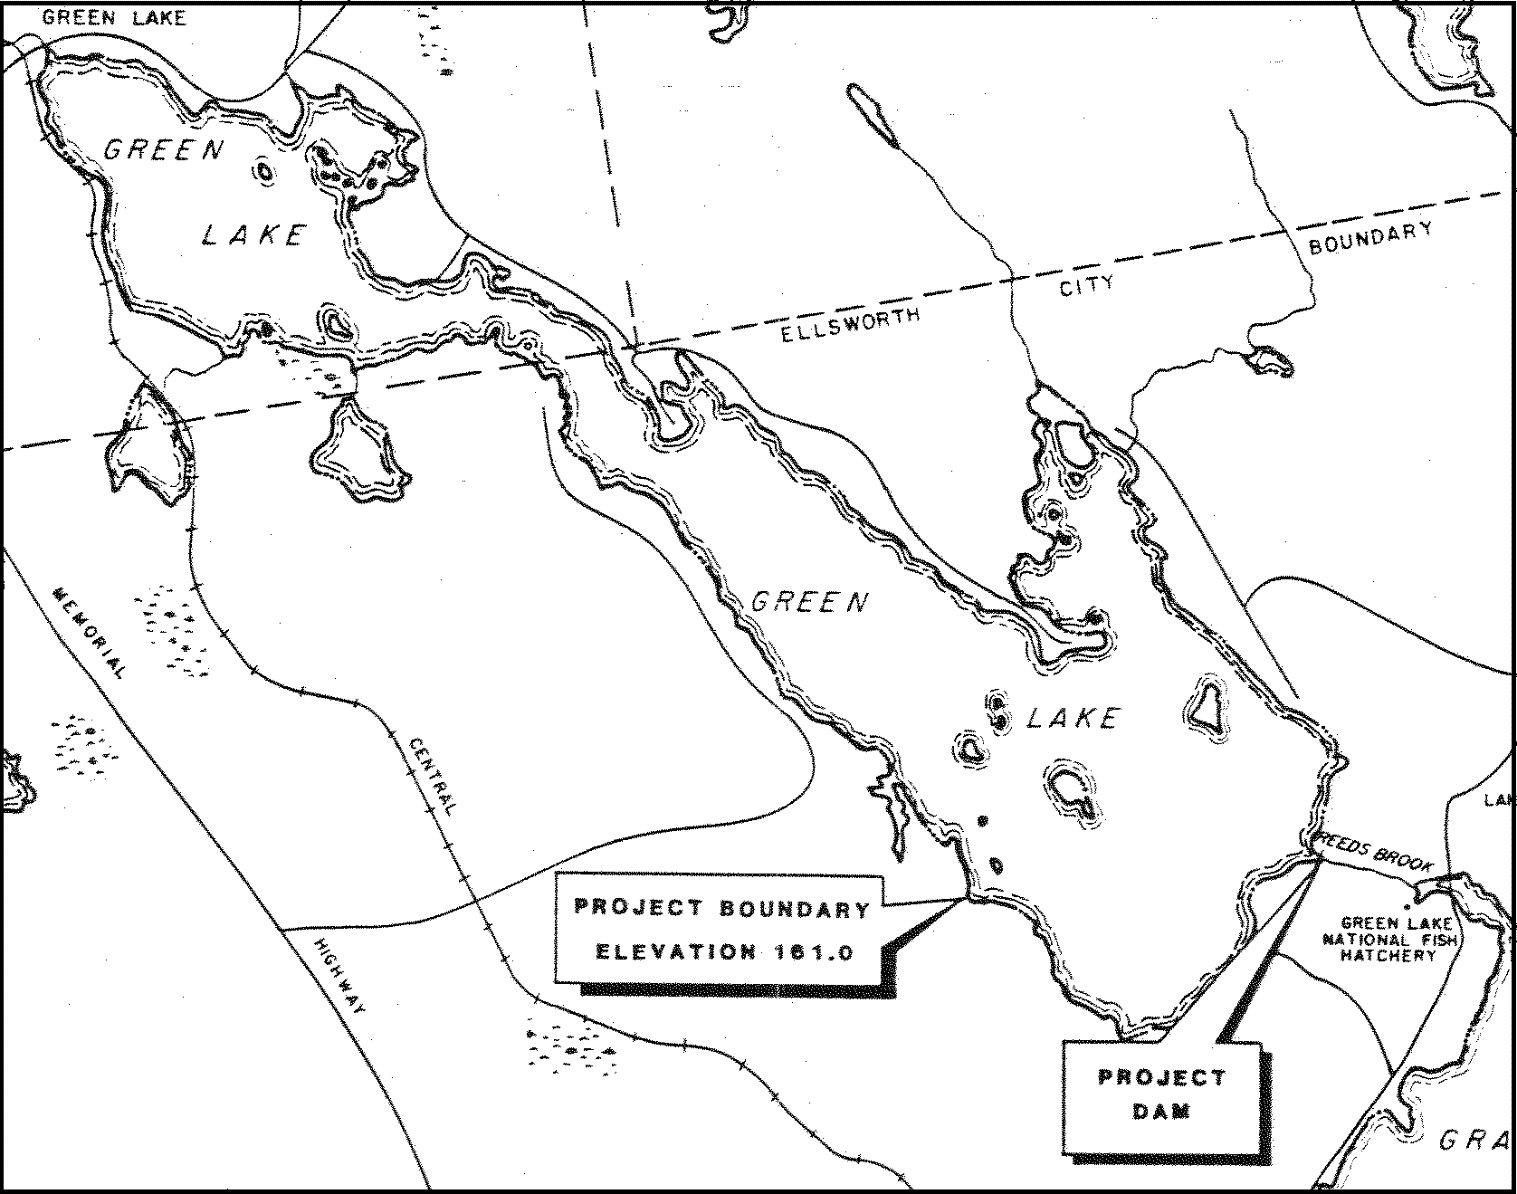 GREEN LAKE
GREEN
LAKE
BOUNDARY
CITY
ELLSWORTH
GREEN
LAKE
MEMORIAL
CENTRAL
HIGHWAY
LAK
REEDS BROOK
PROJECT BOUNDARY
ELEVATION 161.0
GREEN LAKE
NATIONAL FISH
HATCHERY
PROJECT
DAM
GRA